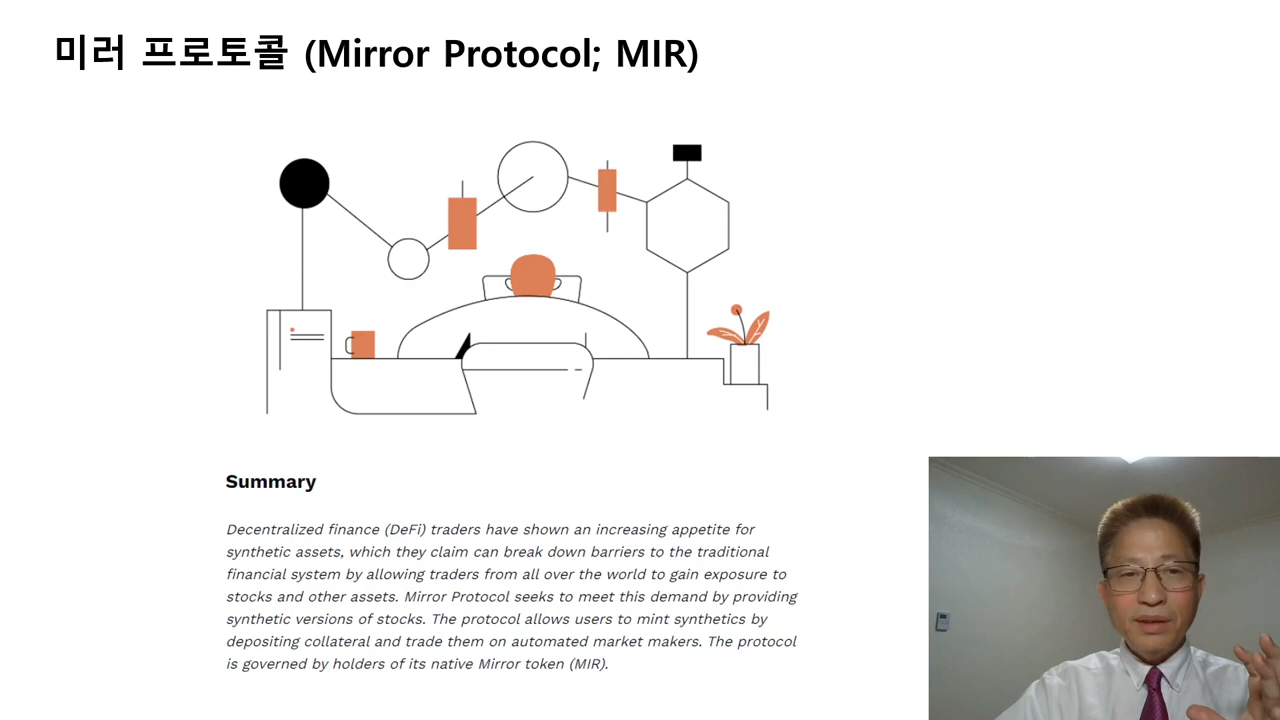 미러 프로토콜 (Mirror Protocol; MIR)
Summary
Decentralized finance (DeFi) traders have shown an increasing appetite for
synthetic assets, which they claim can break down barriers to the traditional
financial system by allowing traders from all over the world to gain exposure to
stocks and other assets. Mirror Protocol seeks to meet this demand by providing
synthetic versions of stocks. The protocol allows users to mint synthetics by
depositing collateral and trade them on automated market makers. The protocol
is governed by holders of its native Mirror token (MIR).